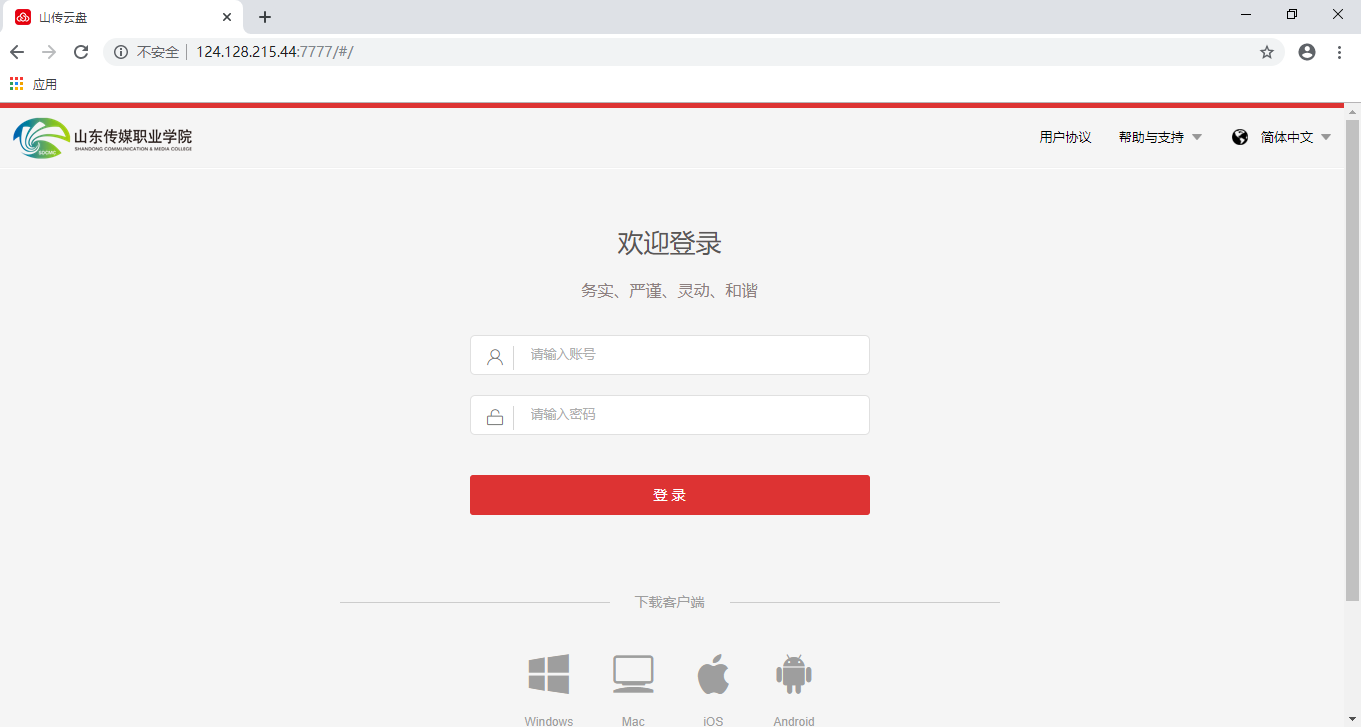 山传云盘
不安全 124.128.215.44:7777/#/
应用
山东传媒职业学院
SHANDONG COMMUNICATION & MEDIA COLLEGE
SDCMC
用户协议 帮助与支持 简体中文
欢迎登录
务实、严谨、灵动、和谐
请输入账号
请输入密码
登 录
下载客户端
Windows Mac iOS Android